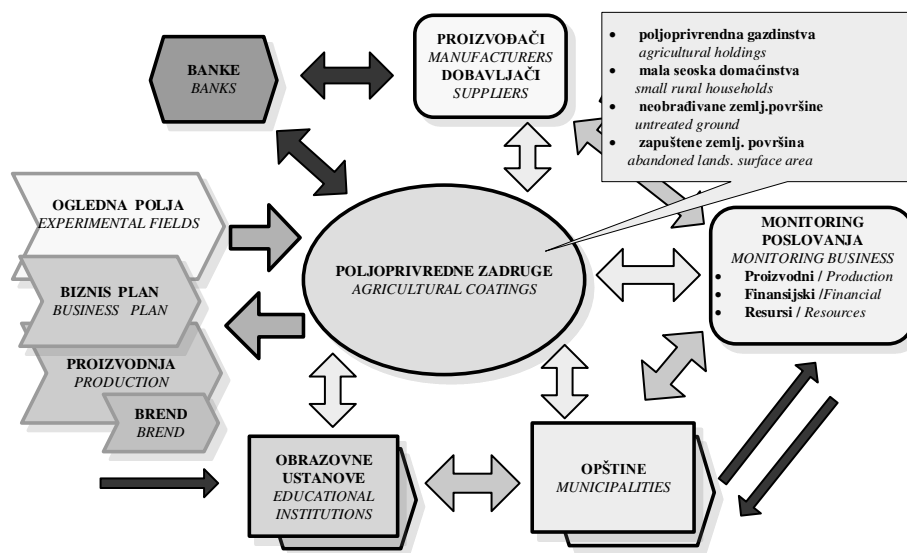 BANKE
BANKS
PROIZVOĐAČI
MANUFACTURERS
DOBAVLJAČI
SUPPLIERS
• poljoprivrendna gazdinstva
agricultural holdings
• mala seoska domaćinstva
small rural households
• neobrađivane zemlj.površine
untreated ground
• zapuštene zemlj. površina
abandoned lands. surface area
OGLEDNA POLJA
EXPERIMENTAL FIELDS
BIZNIS PLAN
BUSINESS PLAN
PROIZVODNJA
PRODUCTION
BREND
BREND
POLJOPRIVREDNE ZADRUGE
AGRICULTURAL COATINGS
MONITORING
POSLOVANJA
MONITORING BUSINESS
• Proizvodni / Production
• Finansijski /Financial
• Resursi / Resources
OBRAZOVNE
USTANOVE
EDUCATIONAL
INSTITUTIONS
OPŠTINE
MUNICIPALITIES